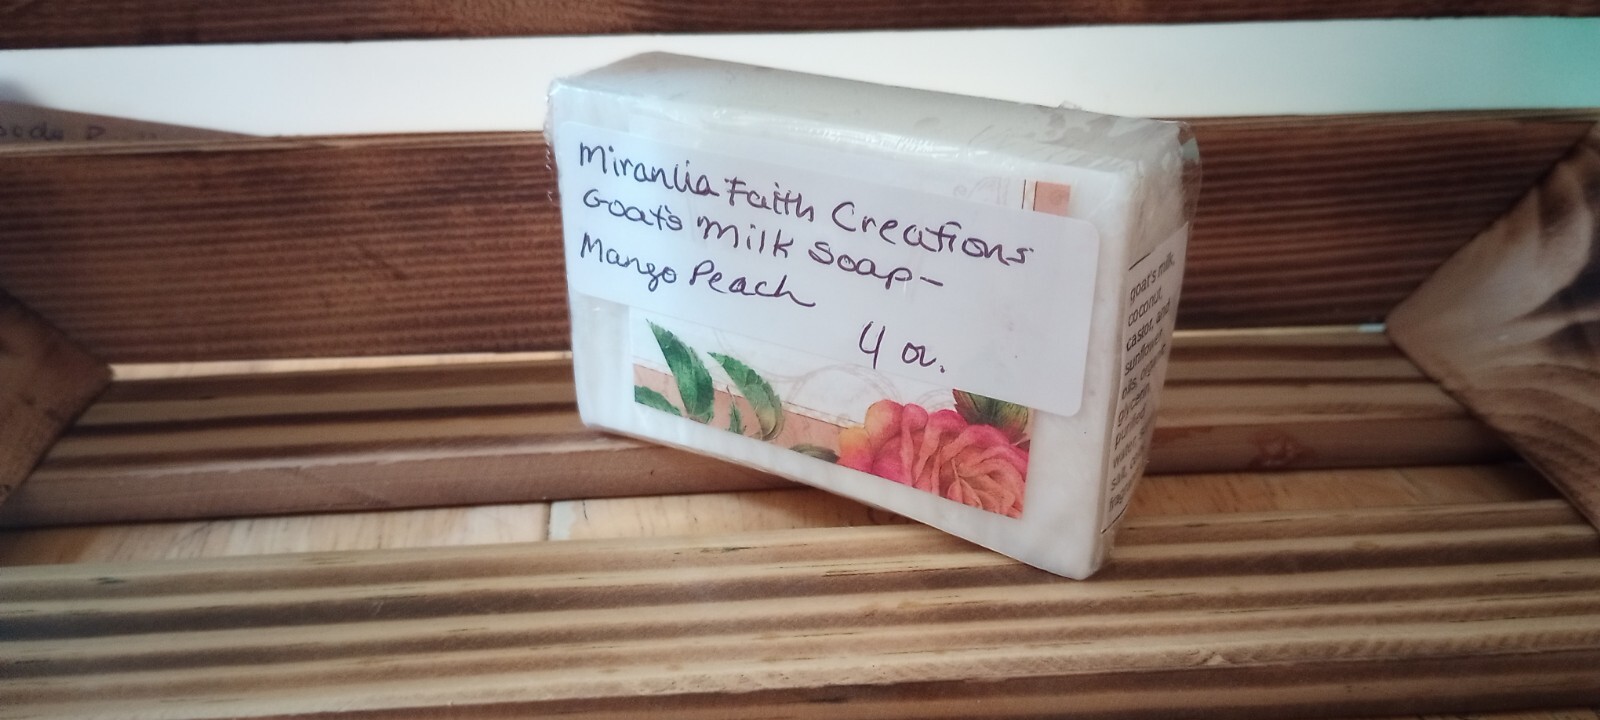 Miranlia Faith Creations
Goat's Milk Soap-
Mango Peach
4 oz.
goat's milk,
coconut,
castor, and
sunflower
oils, organic
glycerin,
purified
water,